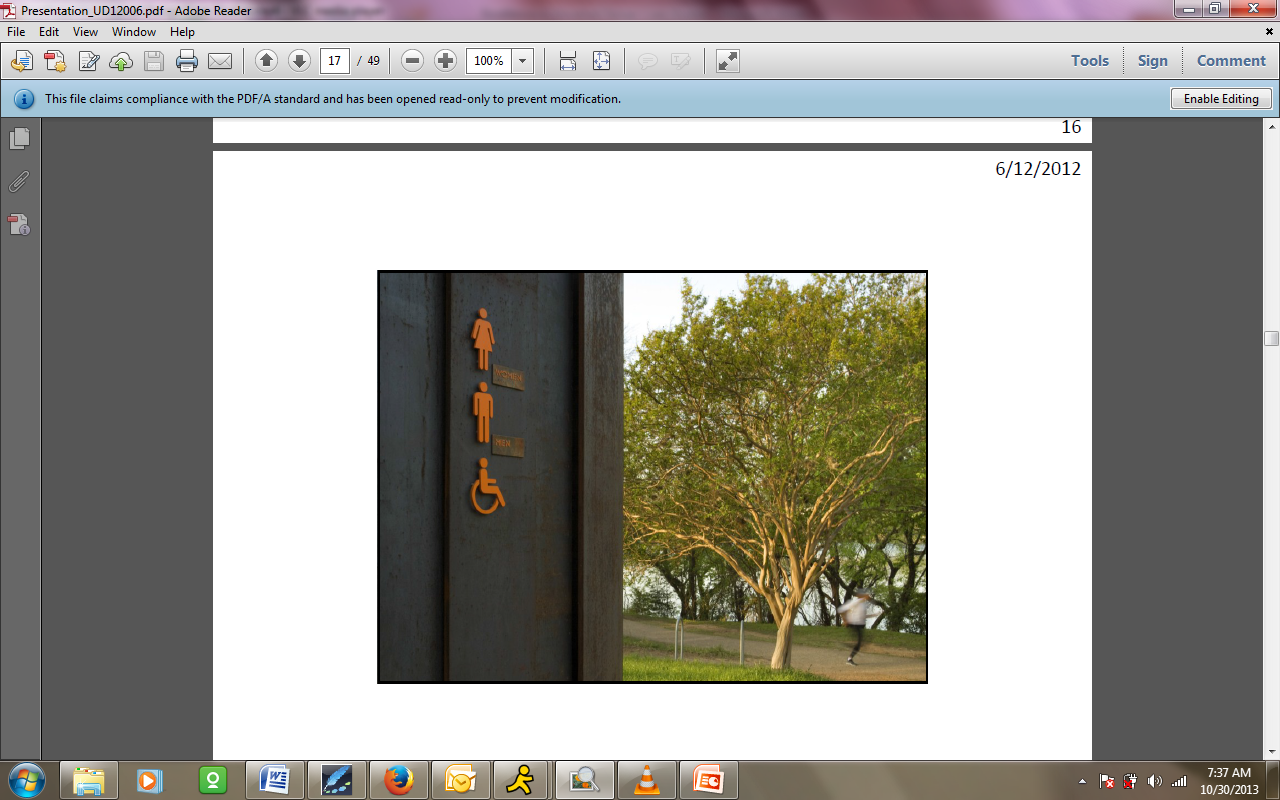 Presentation_UD12006.pdf - Adobe Reader
File Edit View Window Help
17 / 49 100% Tools Sign Comment
This file claims compliance with the PDF/A standard and has been opened read-only to prevent modification. Enable Editing
16
6/12/2012
WOMEN
MEN
7:37 AM
10/30/2013